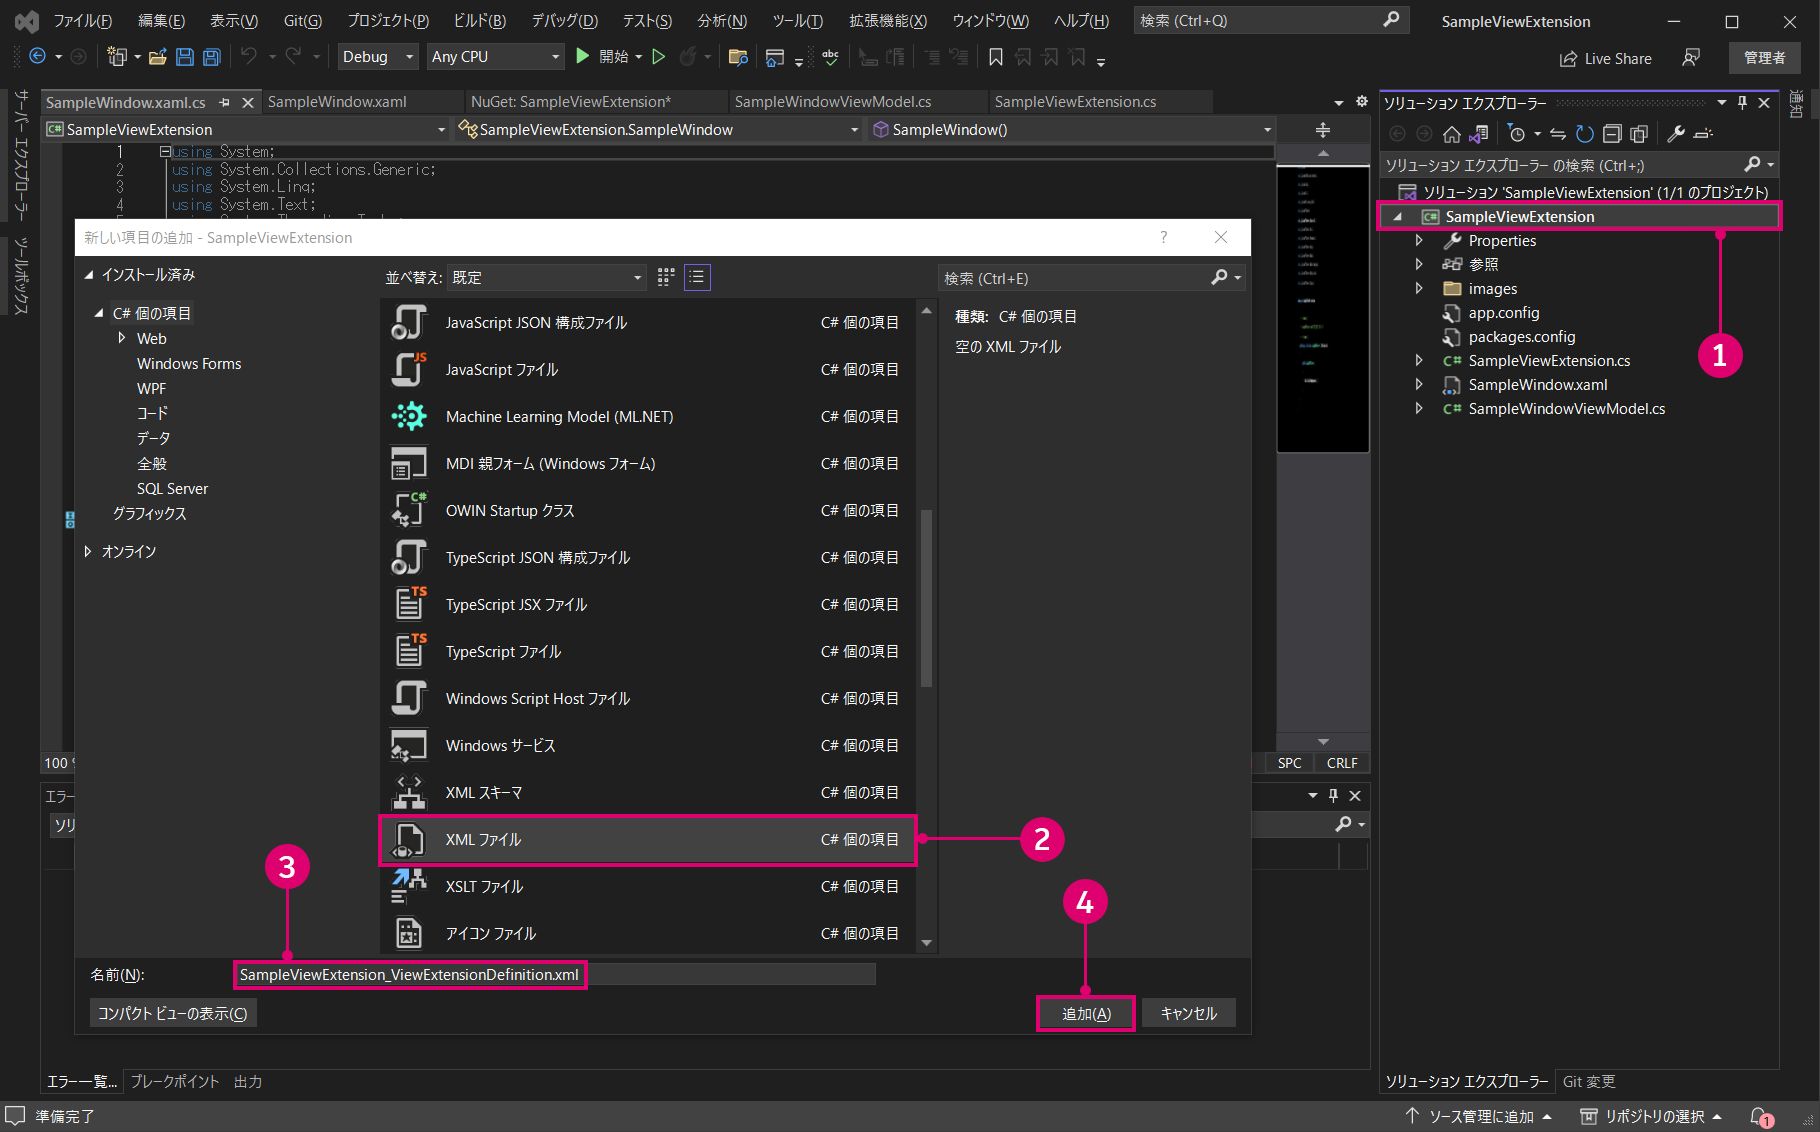 ファイル(F) 編集(E) 表示(V) Git(G) プロジェクト(P) ビルド(B) デバッグ(D) テスト(S) 分析(N) ツール(T) 拡張機能(X) ウィンドウ(W) ヘルプ(H) 検索 (Ctrl+Q) SampleViewExtension
Debug Any CPU 開始 abc Live Share 管理者
サーバー エクスプローラー
ツールボックス
SampleWindow.xaml.cs SampleWindow.xaml NuGet: SampleViewExtension* SampleWindowViewModel.cs SampleViewExtension.cs
C# SampleViewExtension SampleViewExtension.SampleWindow SampleWindow()
1 using System;
2 using System.Collections.Generic;
3 using System.Linq;
4 using System.Text;
新しい項目の追加 - SampleViewExtension ?
インストール済み
C# 個の項目
Web
Windows Forms
WPF
コード
データ
全般
SQL Server
グラフィックス
オンライン
並べ替え: 既定
検索 (Ctrl+E)
JavaScript JSON 構成ファイル C# 個の項目
JS JavaScript ファイル C# 個の項目
Machine Learning Model (ML.NET) C# 個の項目
MDI 親フォーム (Windows フォーム) C# 個の項目
C# OWIN Startup クラス C# 個の項目
TypeScript JSON 構成ファイル C# 個の項目
TS TypeScript JSX ファイル C# 個の項目
TS TypeScript ファイル C# 個の項目
Windows Script Host ファイル C# 個の項目
Windows サービス C# 個の項目
XML スキーマ C# 個の項目
XML ファイル C# 個の項目
XSLT ファイル C# 個の項目
アイコン ファイル C# 個の項目
種類: C# 個の項目
空の XML ファイル
2
3
4
名前(N): SampleViewExtension_ViewExtensionDefinition.xml
コンパクト ビューの表示(C) 追加(A) キャンセル
100
SPC CRLF
エラー
ソリ
エラー一覧... ブレークポイント 出力
ソリューション エクスプローラー
通知
ソリューション エクスプローラー の検索 (Ctrl+;)
ソリューション 'SampleViewExtension' (1/1 のプロジェクト)
C# SampleViewExtension
Properties
参照
images
app.config
packages.config
C# SampleViewExtension.cs
SampleWindow.xaml
C# SampleWindowViewModel.cs
1
ソリューション エクスプローラー Git 変更
準備完了 ソース管理に追加 リポジトリの選択 1